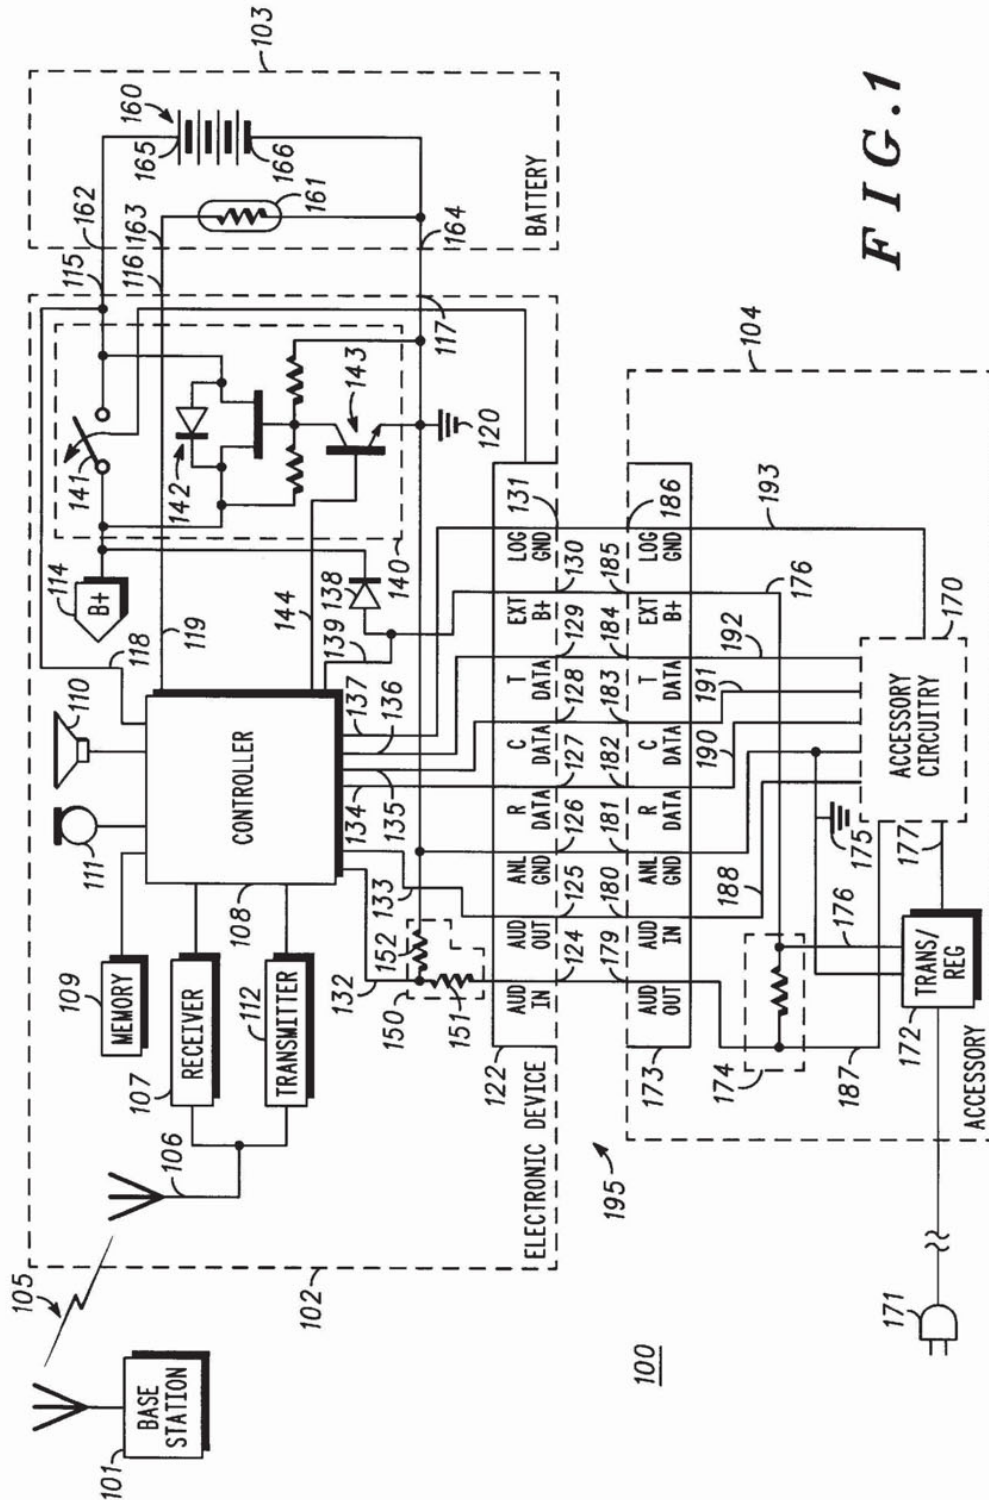 101
BASE
STATION
105
106
102
ELECTRONIC DEVICE
109
MEMORY
107
RECEIVER
112
TRANSMITTER
111
110
108
CONTROLLER
118
119
114
B+
141
142
143
144
140
138
139
137
136
134
135
133
132
150
152
151
120
117
115
116
162
163
164
103
165
160
166
161
BATTERY
122
AUD
IN
AUD
OUT
ANL
GND
R
DATA
C
DATA
T
DATA
EXT
B+
LOG
GND
124
125
126
127
128
129
130
131
179
180
181
182
183
184
185
186
173
AUD
OUT
AUD
IN
ANL
GND
R
DATA
C
DATA
T
DATA
EXT
B+
LOG
GND
104
193
176
192
191
190
188
170
ACCESSORY
CIRCUITRY
175
177
176
174
187
172
TRANS/
REG
ACCESSORY
195
171
100
FIG.1